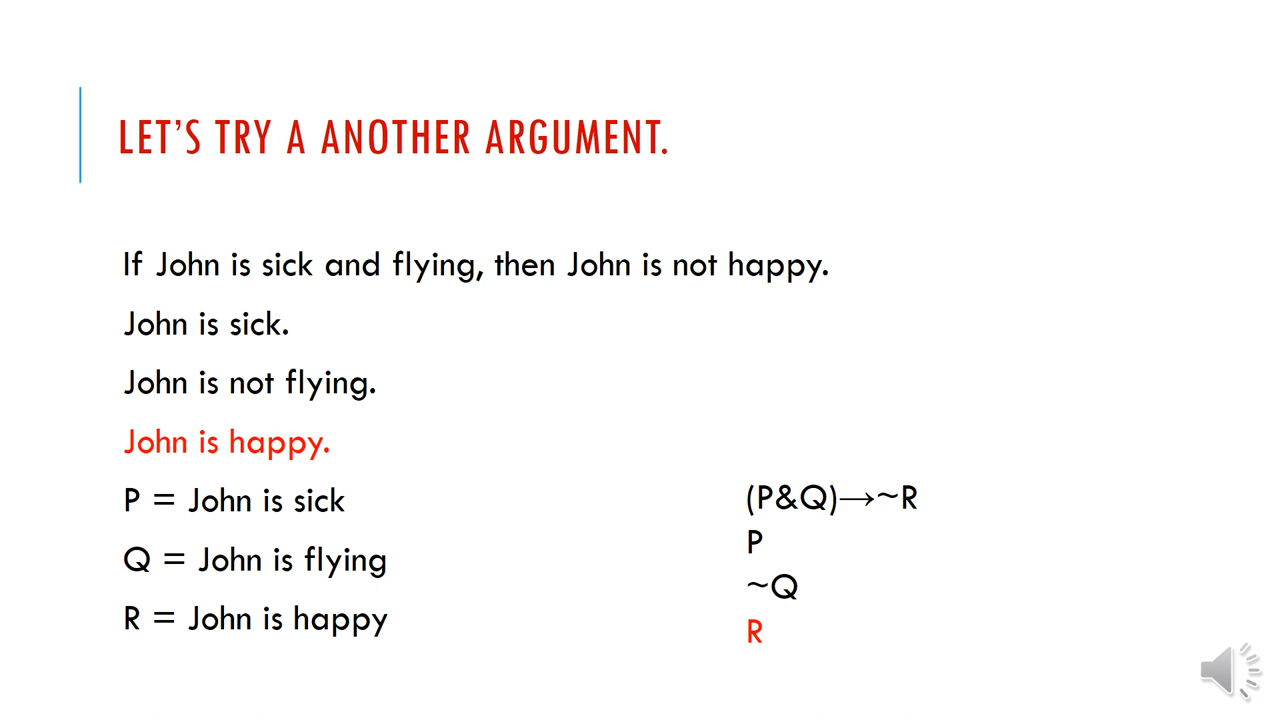 LET’S TRY A ANOTHER ARGUMENT.
If John is sick and flying, then John is not happy.
John is sick.
John is not flying.
John is happy.
P = John is sick
Q = John is flying
R = John is happy
(P&Q)→~R
P
~Q
R